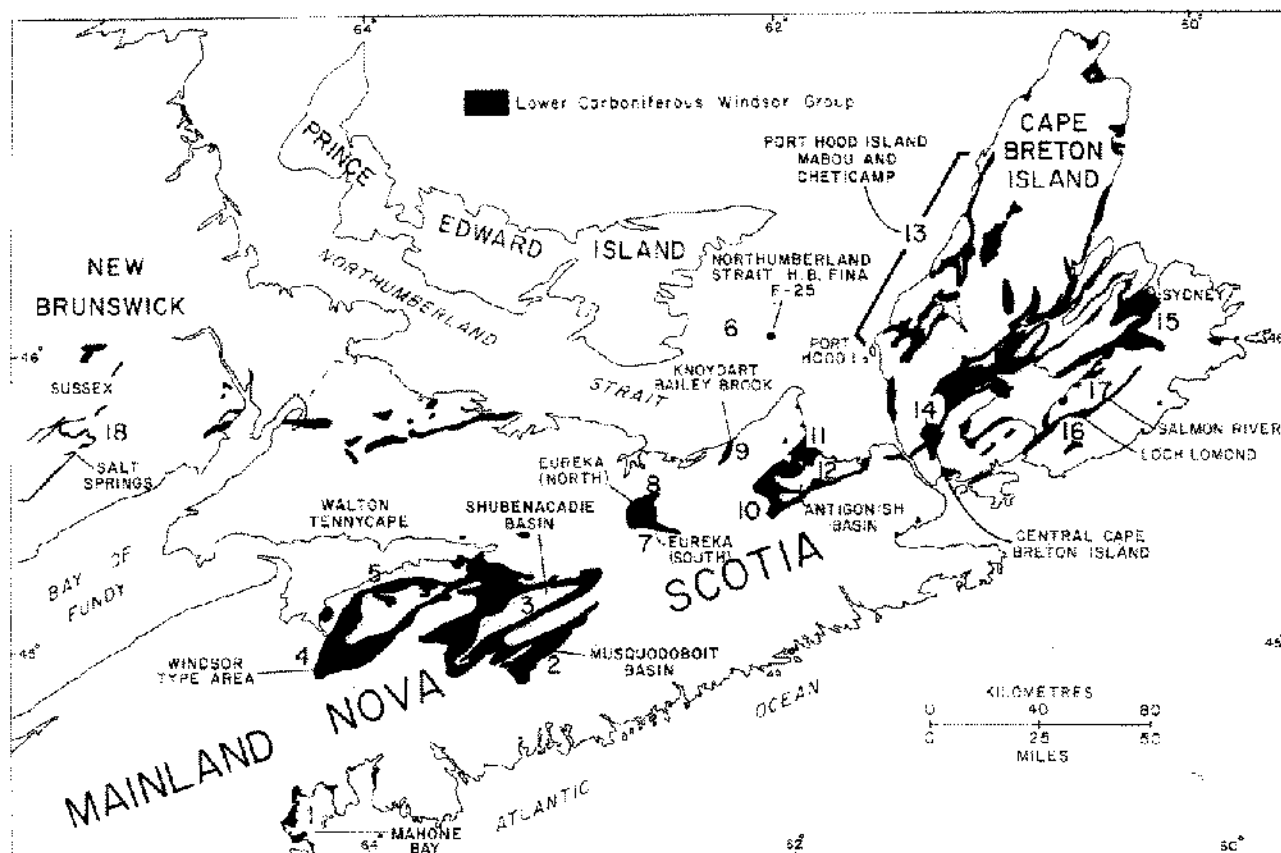 64°
62°
60°
Lower Carboniferous Windsor Group
CAPE
BRETON
ISLAND
PORT HOOD ISLAND
MABOU AND
CHETICAMP
13
PRINCE
EDWARD
ISLAND
NORTHUMBERLAND
STRAIT
NORTHUMBERLAND
STRAIT H.B. FINA
F-25
6
NEW
BRUNSWICK
46°
46
SYDNEY
15
PORT
HOOD I
KNOYDART
BAILEY BROOK
SUSSEX
18
SALT
SPRINGS
17
14
16
SALMON RIVER
LOCH LOMOND
11
9
12
10
EUREKA
(NORTH)
8
7
EUREKA
(SOUTH)
ANTIGONISH
BASIN
CENTRAL CAPE
BRETON ISLAND
WALTON
TENNYCAPE
SHUBENACADIE
BASIN
BAY OF
FUNDY
5
3
4
2
45°
45°
WINDSOR
TYPE AREA
MUSQUODOBOIT
BASIN
MAINLAND NOVA SCOTIA
ATLANTIC OCEAN
KILOMETRES
0 40 80
0 25 50
MILES
1
MAHONE
BAY
64°
62°
60°